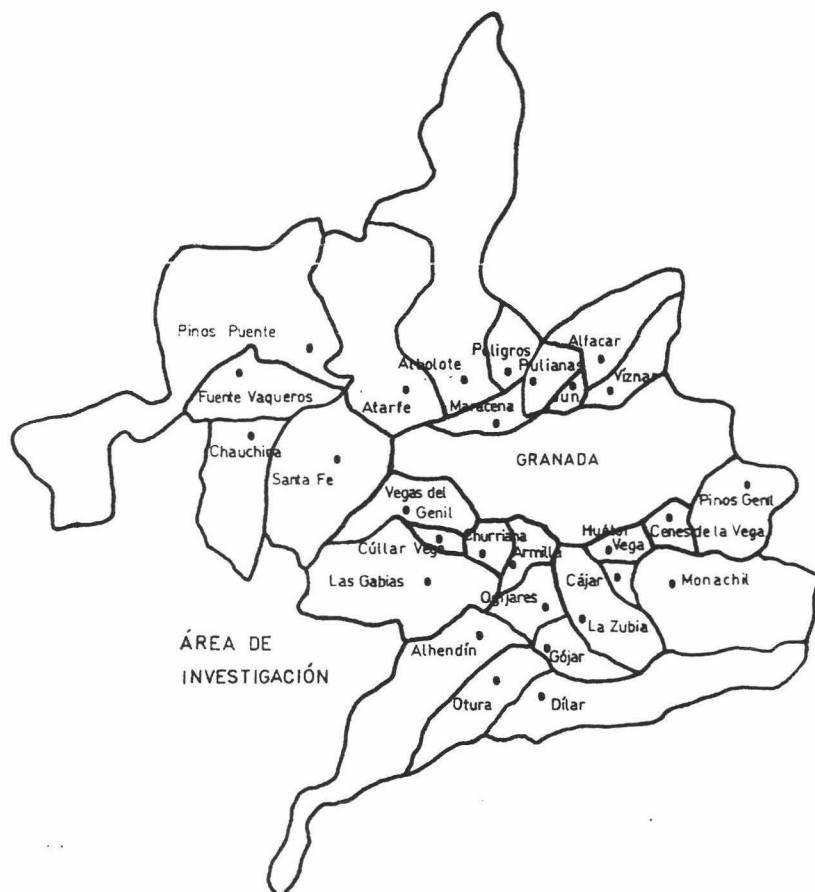 Pinos Puente
Fuente Vaqueros
Chauchina
Santa Fe
Atarfe
Albolote
Maracena
Peligros
Pulianas
Jun
Alfacar
Víznar
GRANADA
Vegas del
Genil
Cúllar Vega
Churriana
Armilla
Huétor
Vega
Cenes de la Vega
Pinos Genil
Las Gabias
Ogíjares
Cájar
Monachil
La Zubia
Alhendín
Gójar
Otura
Dílar
ÁREA DE
INVESTIGACIÓN